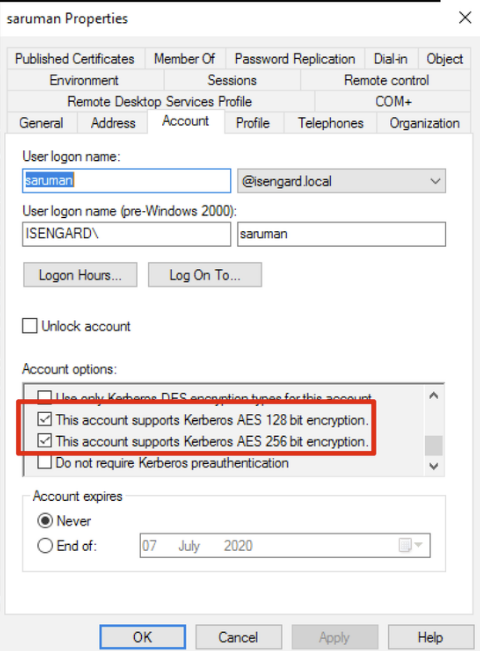 saruman Properties
Published Certificates Member Of Password Replication Dial-in Object
Environment Sessions Remote control
Remote Desktop Services Profile COM+
General Address Account Profile Telephones Organization
User logon name:
saruman @isengard.local
User logon name (pre-Windows 2000):
ISENGARD\ saruman
Logon Hours... Log On To...
Unlock account
Account options:
Use only Kerberos DES encryption types for this account
This account supports Kerberos AES 128 bit encryption.
This account supports Kerberos AES 256 bit encryption.
Do not require Kerberos preauthentication
Account expires
Never
End of: 07 July 2020
OK Cancel Apply Help